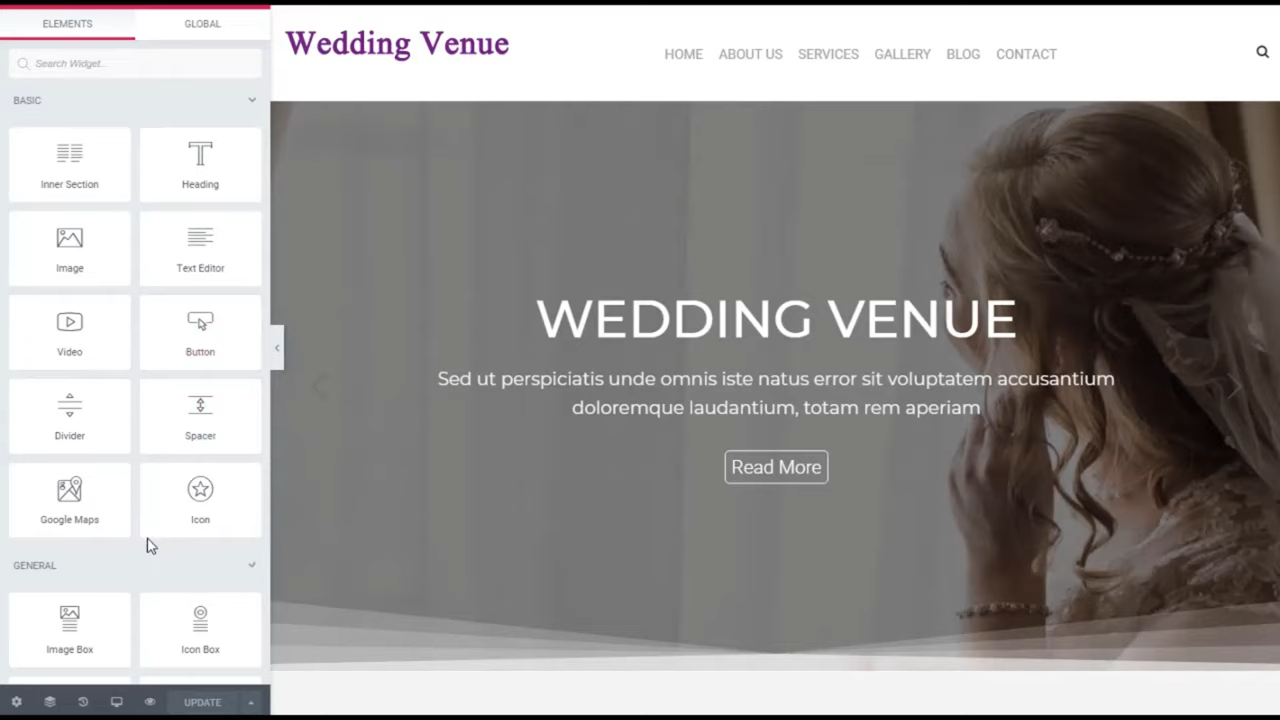 ELEMENTS
GLOBAL
Search Widget...
BASIC
Inner Section
Heading
Image
Text Editor
Video
Button
Divider
Spacer
Google Maps
Icon
GENERAL
Image Box
Icon Box
UPDATE
Wedding Venue
HOME ABOUT US SERVICES GALLERY BLOG CONTACT
WEDDING VENUE
Sed ut perspiciatis unde omnis iste natus error sit voluptatem accusantium
doloremque laudantium, totam rem aperiam
Read More